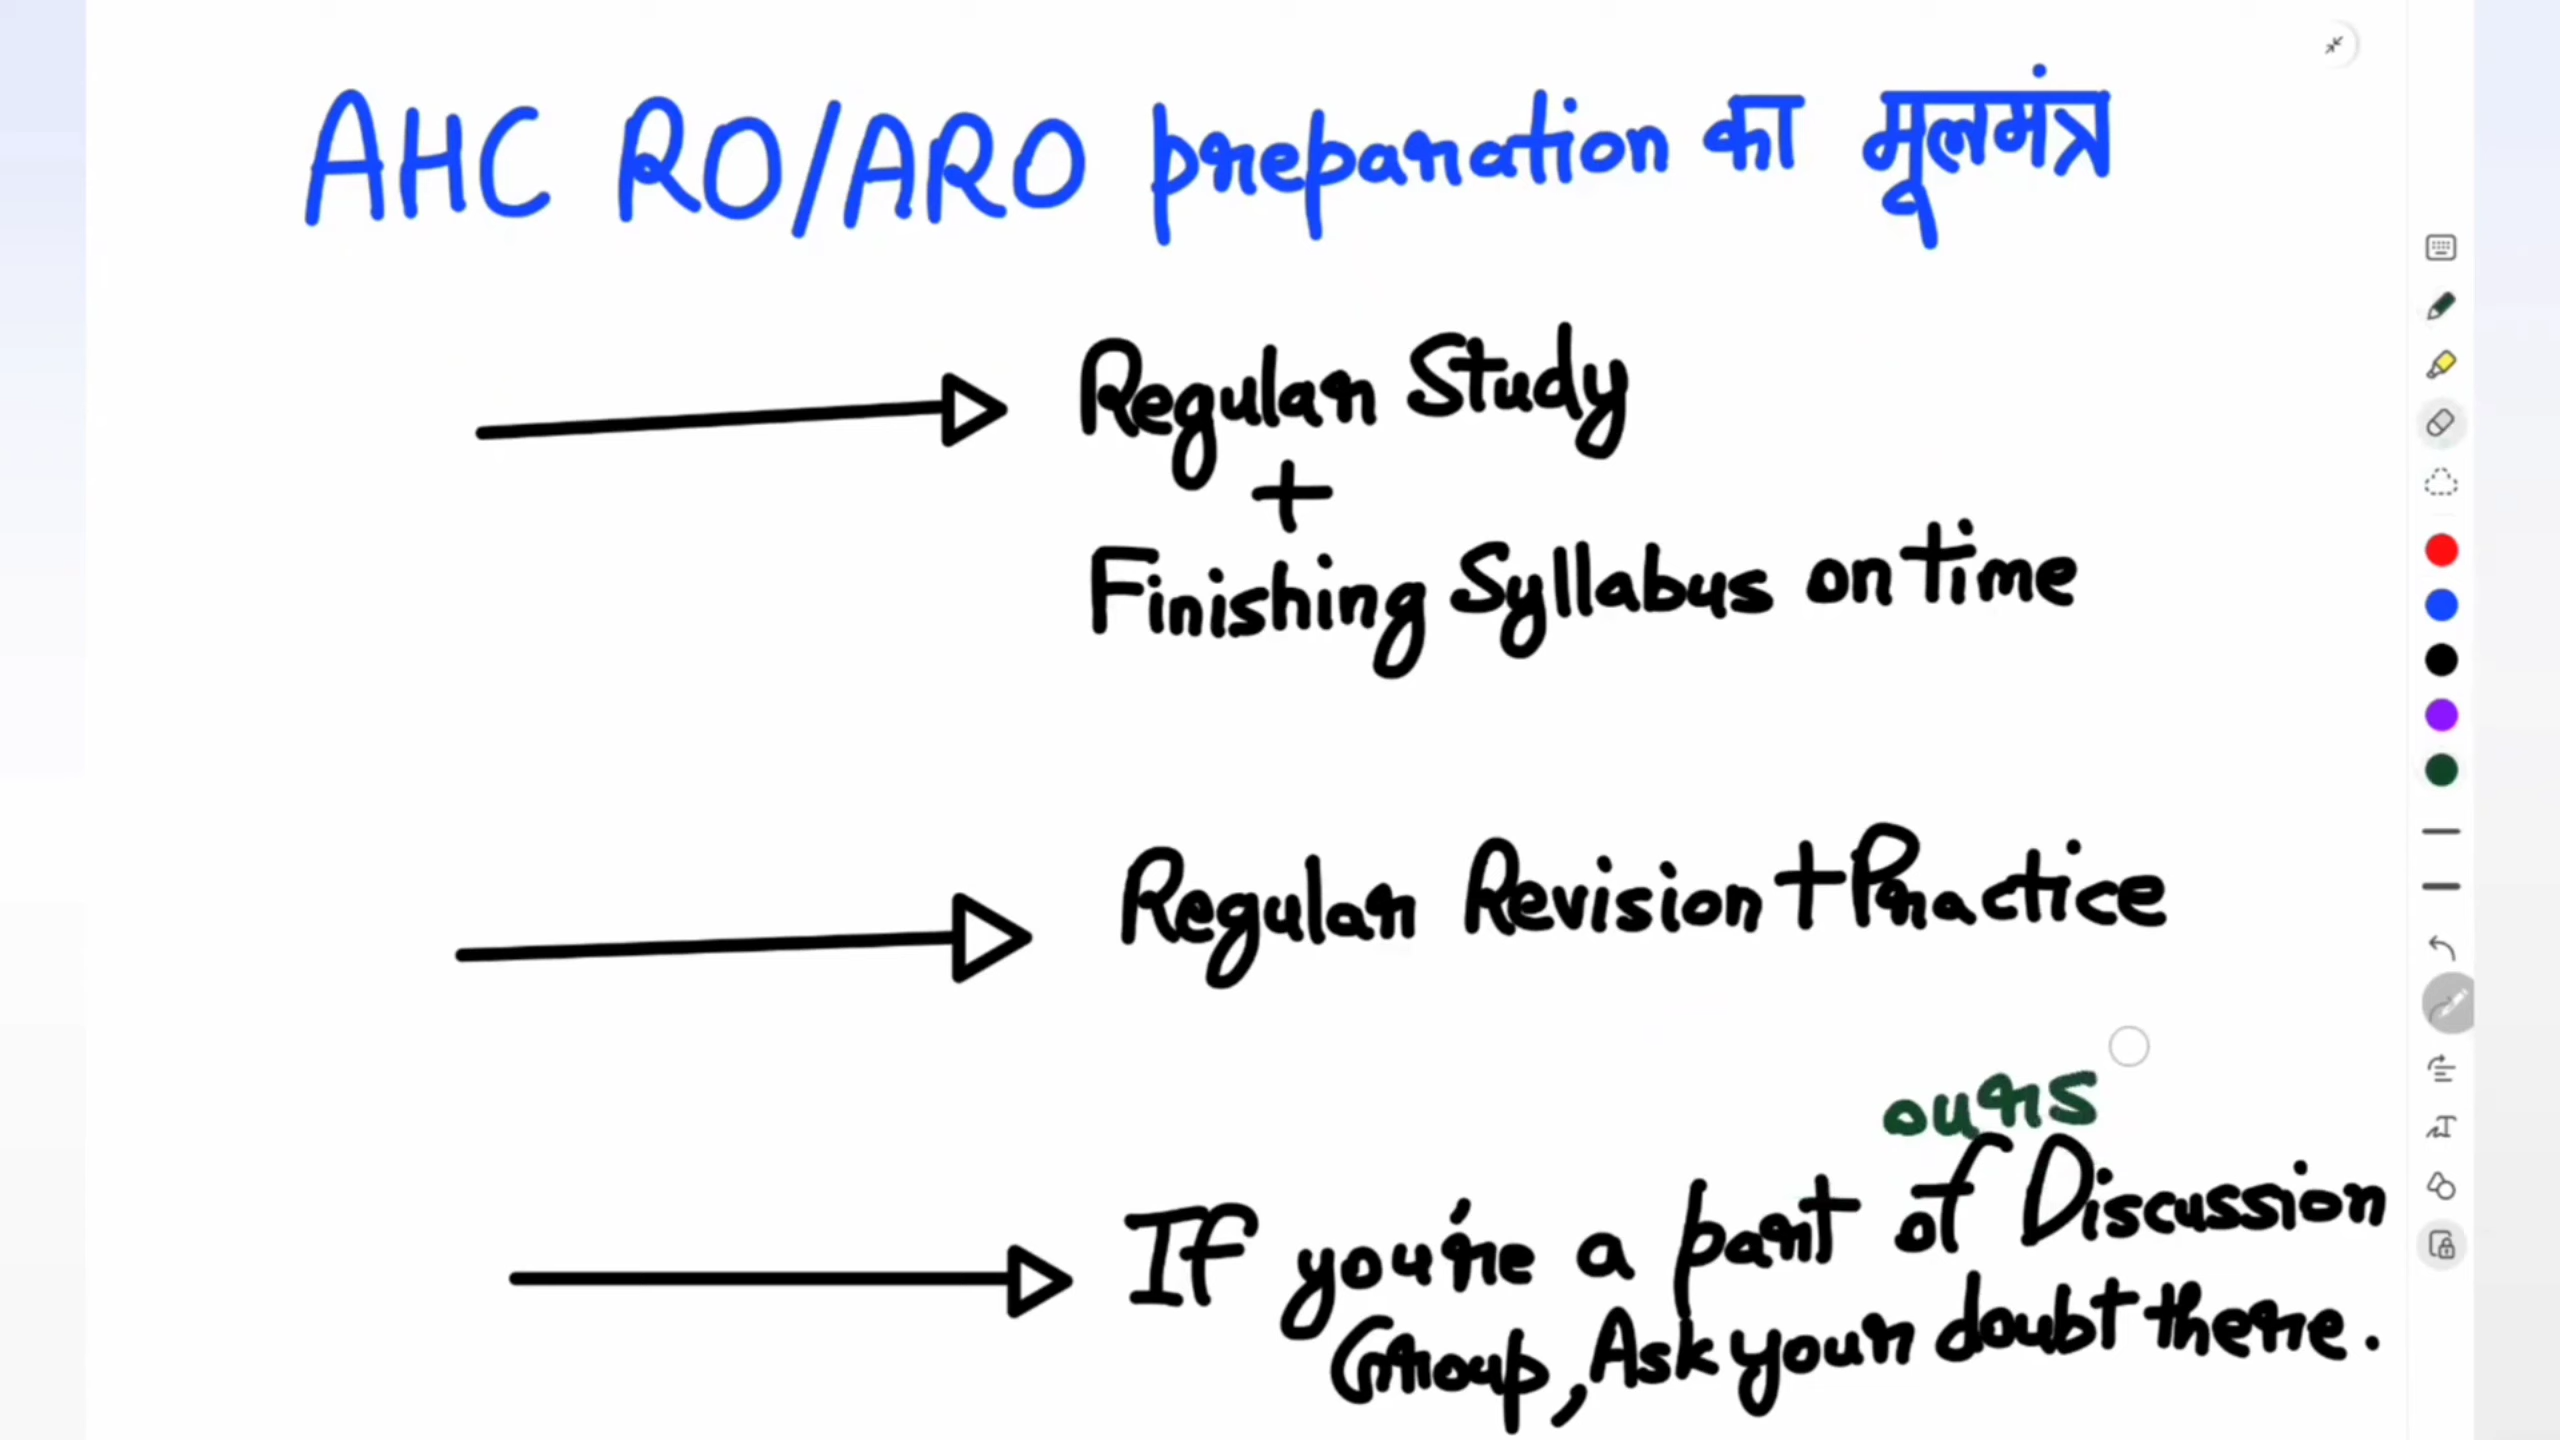 AHC RO/ARO preparation का मूलमंत्र
Regular Study
+
Finishing Syllabus on time
Regular Revision + Practice
ours
If you're a part of Discussion
Group, Ask your doubt there.